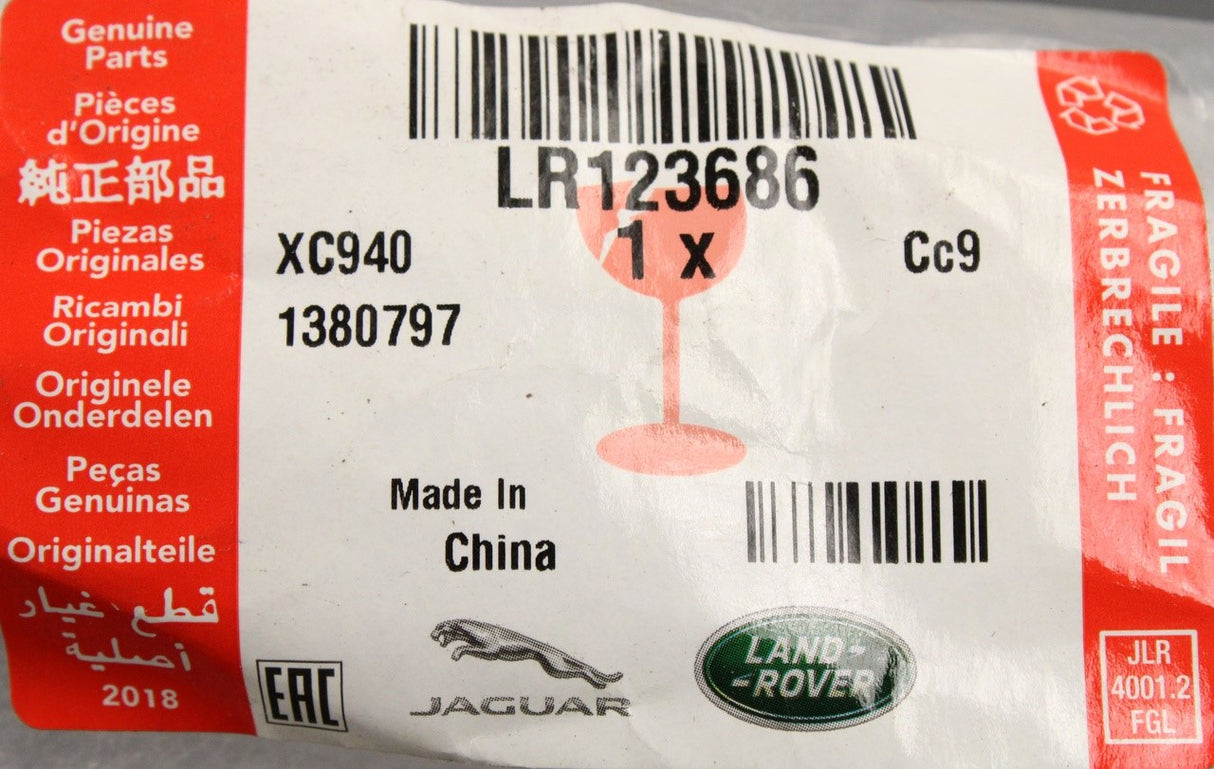 Genuine
Parts
Pièces
d'Origine
純正部品
Piezas
Originales
Ricambi
Originali
Originele
Onderdelen
Peças
Genuinas
Originalteile
قطع غيار
أصلية
2018
LR123686
1 x
XC940
Cc9
1380797
Made In
China
EAC
JAGUAR
LAND-
-ROVER
FRAGILE : FRAGIL
ZERBRECHLICH
JLR
4001.2
FGL